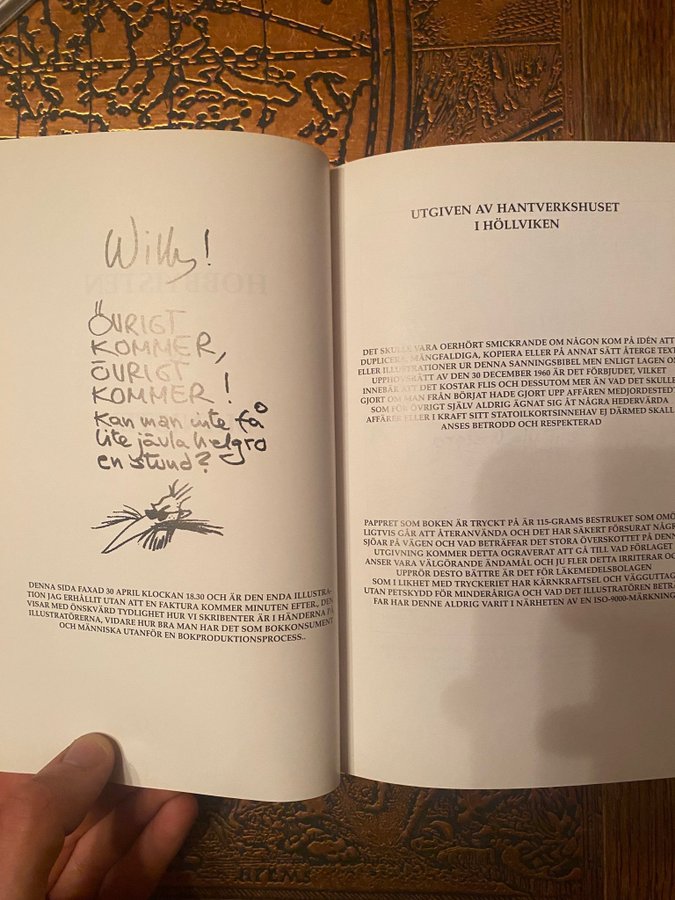 Willy!
ÖVRIGT
KOMMER,
ÖVRIGT
KOMMER!
Kan man inte få
lite jävla helgro
en stund?
DENNA SIDA FAXAD 30 APRIL KLOCKAN 18.30 OCH ÄR DEN ENDA ILLUSTRA-
TION JAG ERHÅLLIT UTAN ATT EN FAKTURA KOMMER MINUTEN EFTER., DEN
VISAR MED ÖNSKVÄRD TYDLIGHET HUR VI SKRIBENTER ÄR I HÄNDERNA PÅ
ILLUSTRATÖRERNA, VIDARE HUR BRA MAN HAR DET SOM BOKKONSUMENT
OCH MÄNNISKA UTANFÖR EN BOKPRODUKTIONSPROCESS..
UTGIVEN AV HANTVERKSHUSET
I HÖLLVIKEN
DET SKULLE VARA OERHÖRT SMICKRANDE OM NÅGON KOM PÅ IDÉN ATT
DUPLICERA, MÅNGFALDIGA, KOPIERA ELLER PÅ ANNAT SÄTT ÅTERGE TEXT
ELLER ILLUSTRATIONER UR DENNA SANNINGSBIBEL MEN ENLIGT LAGEN OM
UPPHOVSRÄTT AV DEN 30 DECEMBER 1960 ÄR DET FÖRBJUDET, VILKET
INNEBÄR ATT DET KOSTAR FLIS OCH DESSUTOM MER ÄN VAD DET SKULLE
GJORT OM MAN FRÅN BÖRJAT HADE GJORT UPP AFFÄREN MEDJORDESTED
SOM FÖR ÖVRIGT SJÄLV ALDRIG ÄGNAT SIG ÅT NÅGRA HEDERVÄRDA
AFFÄRER ELLER I KRAFT SITT STATOILKORTSINNEHAV EJ DÄRMED SKALL
ANSES BETRODD OCH RESPEKTERAD
PAPPRET SOM BOKEN ÄR TRYCKT PÅ ÄR 115-GRAMS BESTRUKET SOM OMÖ
LIGTVIS GÅR ATT ÅTERANVÄNDA OCH DET HAR SÄKERT FÖRSURAT NÅGR
SJÖAR PÅ VÄGEN OCH VAD BETRÄFFAR DET STORA ÖVERSKOTTET PÅ DENN
UTGIVNING KOMMER DETTA OGRAVERAT ATT GÅ TILL VAD FÖRLAGET
ANSER VARA VÄLGÖRANDE ÄNDAMÅL OCH JU FLER DETTA IRRITERAR OC
UPPRÖR DESTO BÄTTRE ÄR DET FÖR LÄKEMEDELSBOLAGEN
SOM I LIKHET MED TRYCKERIET HAR KÄRNKRAFTSEL OCH VÄGGUTTAG
UTAN PETSKYDD FÖR MINDERÅRIGA OCH VAD DET ILLUSTRATÖREN BETR
FAR HAR DENNE ALDRIG VARIT I NÄRHETEN AV EN ISO-9000-MÄRKNING